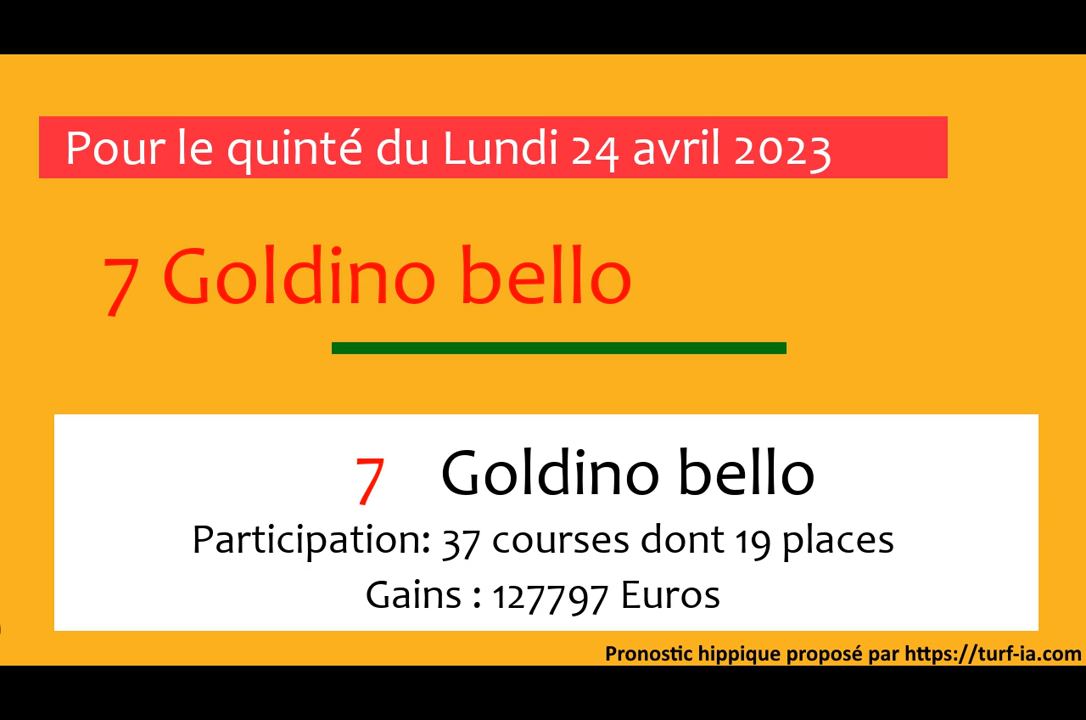 Pour le quinté du Lundi 24 avril 2023
7 Goldino bello
7 Goldino bello
Participation: 37 courses dont 19 places
Gains : 127797 Euros
Pronostic hippique proposé par https://turf-ia.com